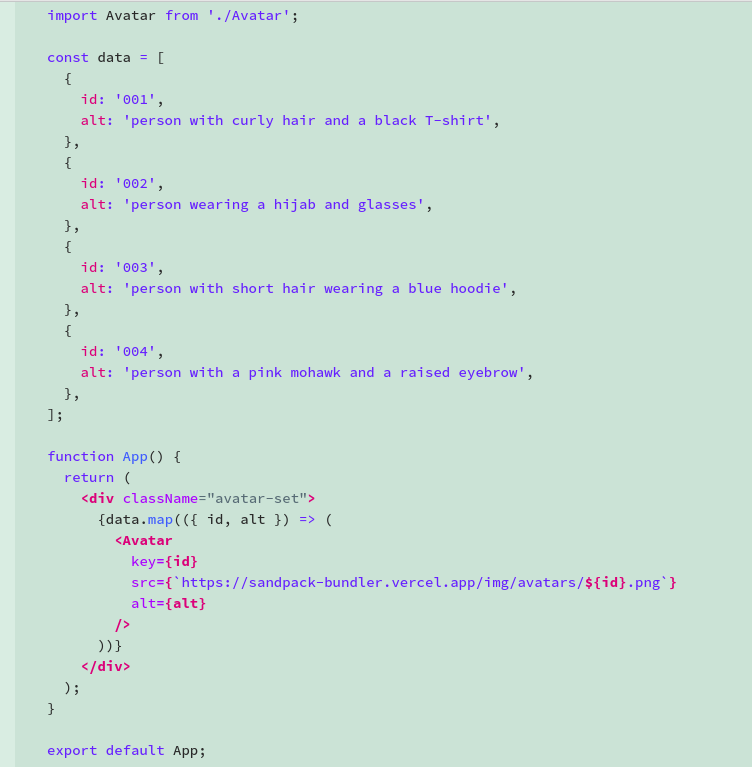 import Avatar from './Avatar';

const data = [
  {
    id: '001',
    alt: 'person with curly hair and a black T-shirt',
  },
  {
    id: '002',
    alt: 'person wearing a hijab and glasses',
  },
  {
    id: '003',
    alt: 'person with short hair wearing a blue hoodie',
  },
  {
    id: '004',
    alt: 'person with a pink mohawk and a raised eyebrow',
  },
];

function App() {
  return (
    <div className="avatar-set">
      {data.map(({ id, alt }) => (
        <Avatar
          key={id}
          src={`https://sandpack-bundler.vercel.app/img/avatars/${id}.png`}
          alt={alt}
        />
      ))}
    </div>
  );
}

export default App;